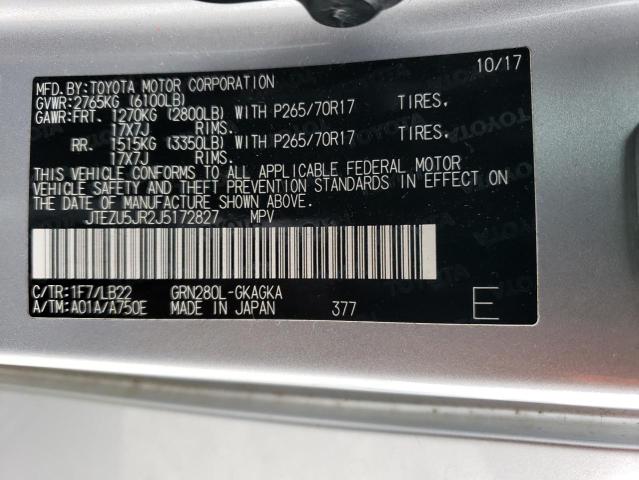 MFD.BY:TOYOTA MOTOR CORPORATION 10/17
GVWR:2765KG (6100LB)
GAWR:FRT. 1270KG (2800LB) WITH P265/70R17 TIRES.
17X7J RIMS.
RR. 1515KG (3350LB) WITH P265/70R17 TIRES.
17X7J RIMS.
THIS VEHICLE CONFORMS TO ALL APPLICABLE FEDERAL MOTOR
VEHICLE SAFETY AND THEFT PREVENTION STANDARDS IN EFFECT ON
THE DATE OF MANUFACTURE SHOWN ABOVE.
JTEZU5JR2J5172827 MPV
C/TR:1F7/LB22 GRN280L-GKAGKA
A/TM:A01A/A750E MADE IN JAPAN 377 E